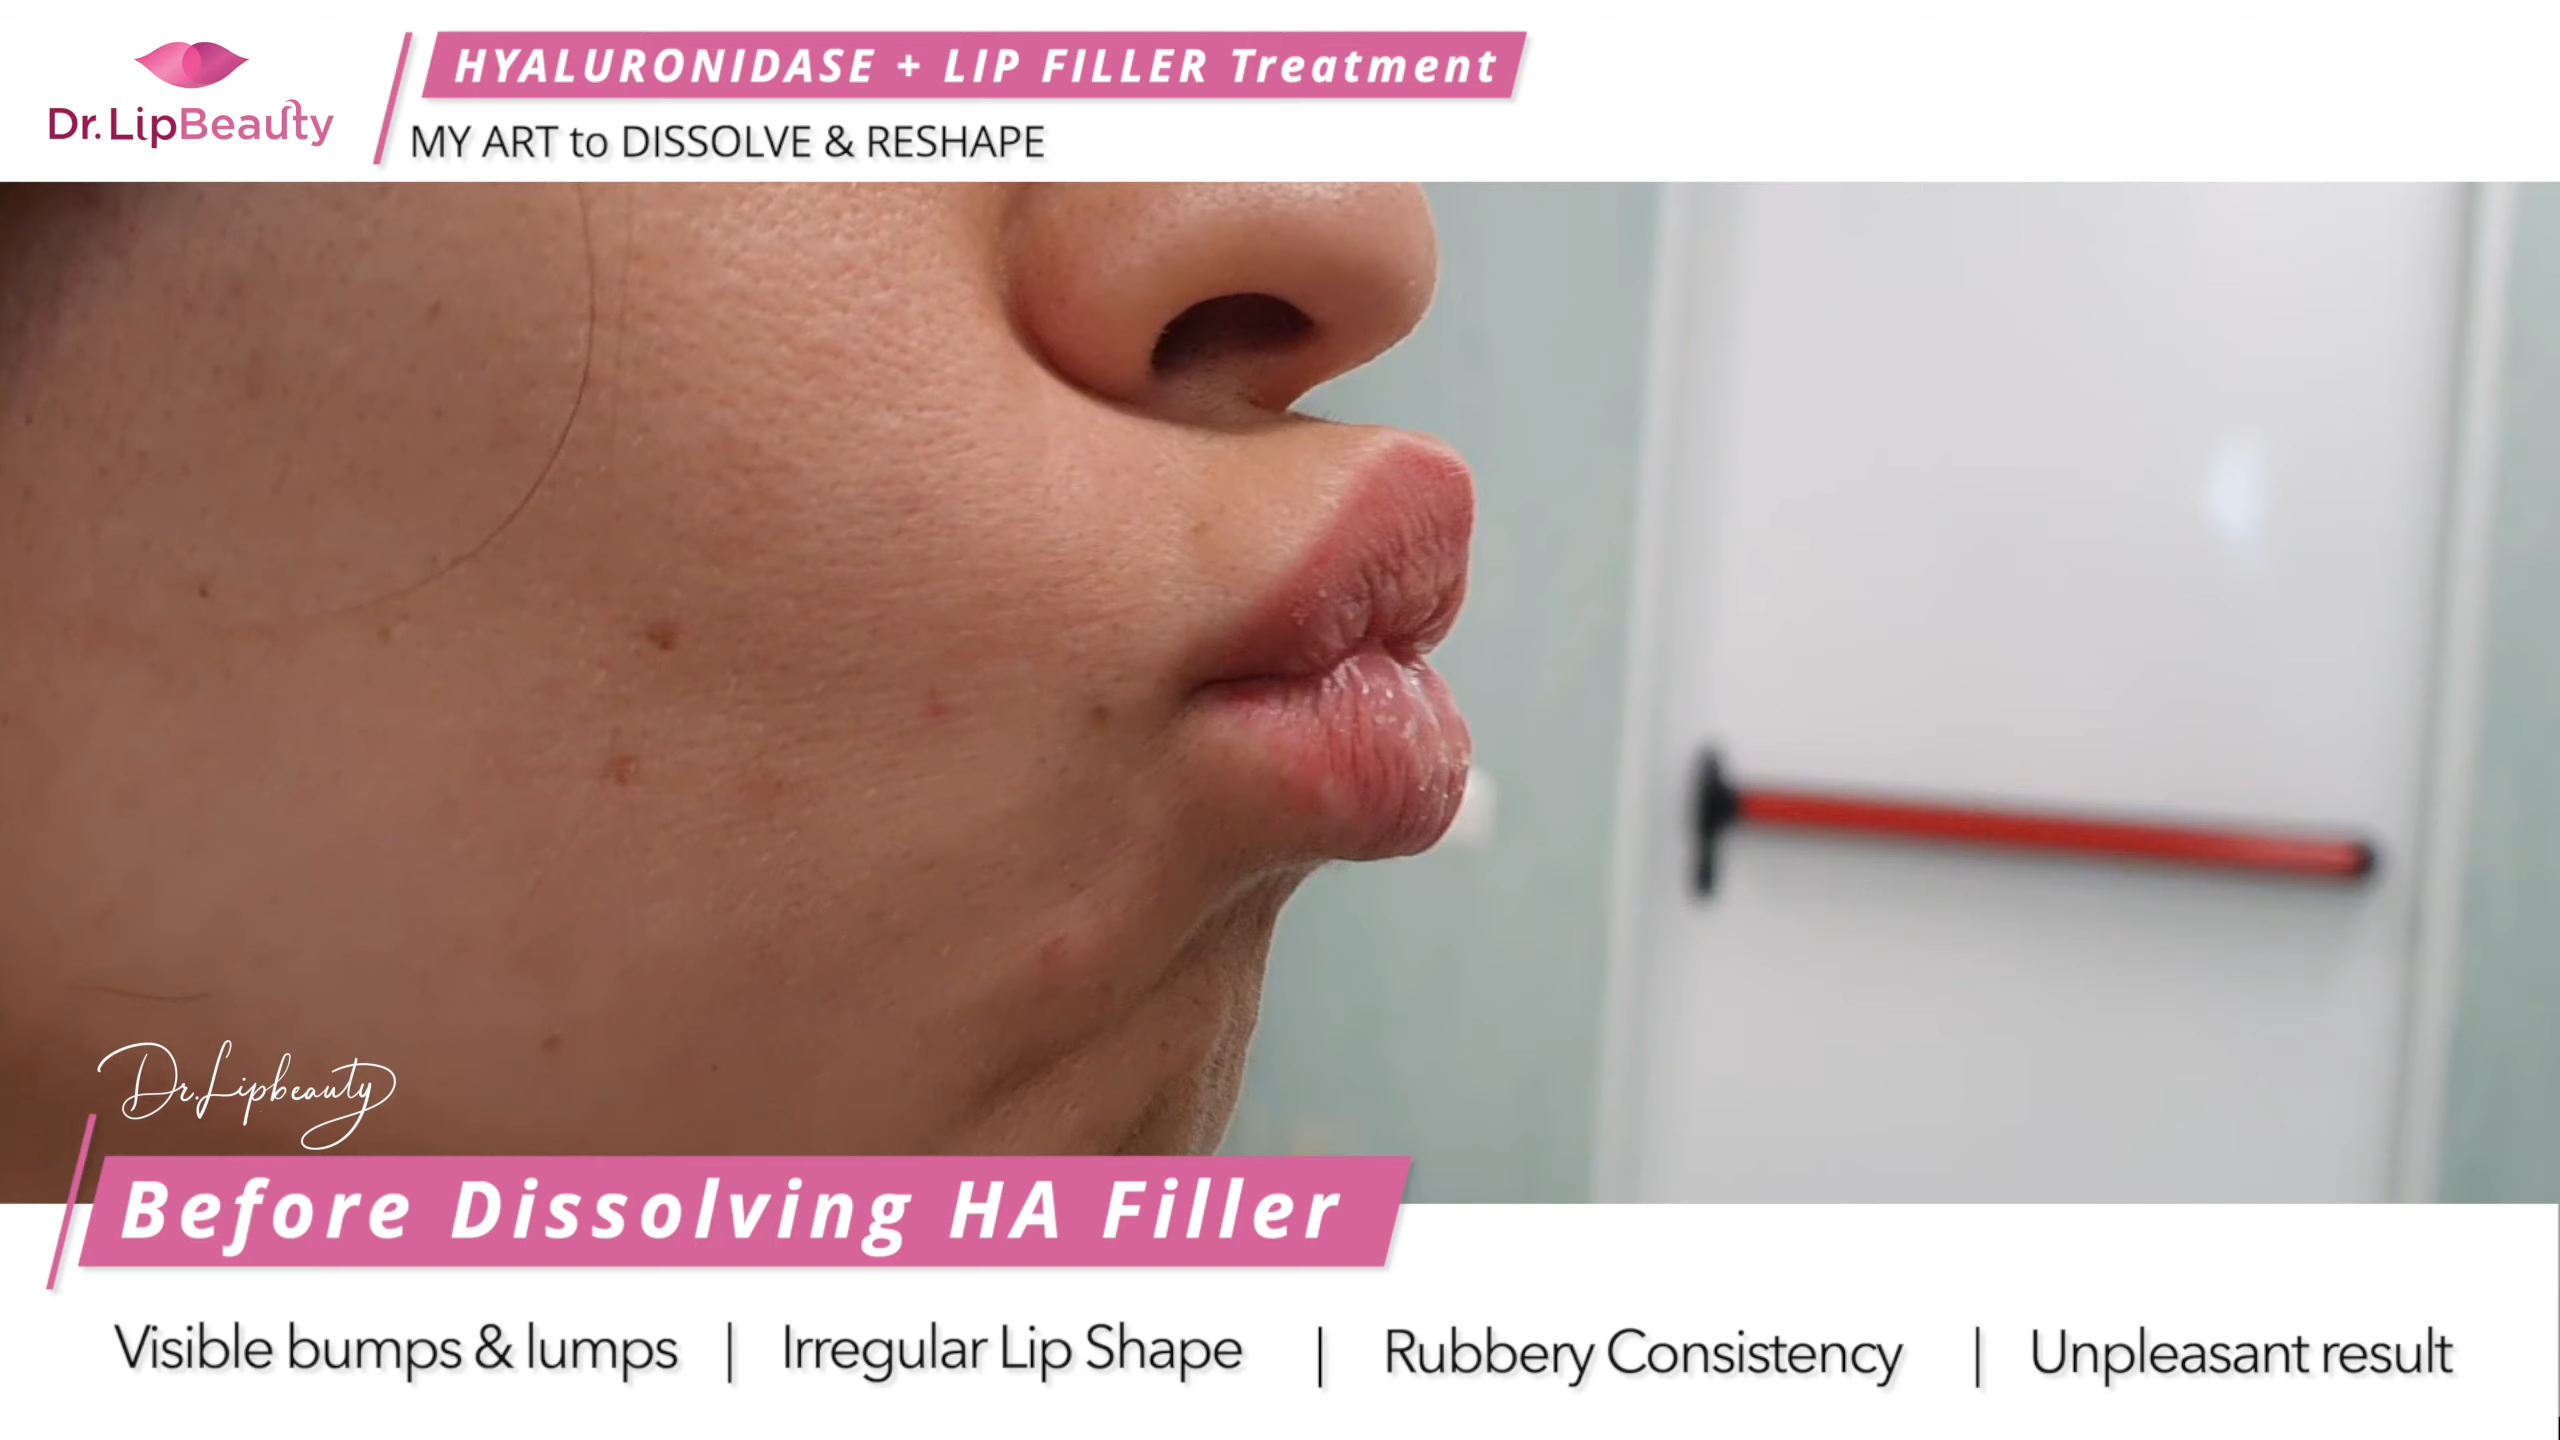 Dr.LipBeauty
HYALURONIDASE + LIP FILLER Treatment
MY ART to DISSOLVE & RESHAPE
Dr.Lipbeauty
Before Dissolving HA Filler
Visible bumps & lumps | Irregular Lip Shape | Rubbery Consistency | Unpleasant result